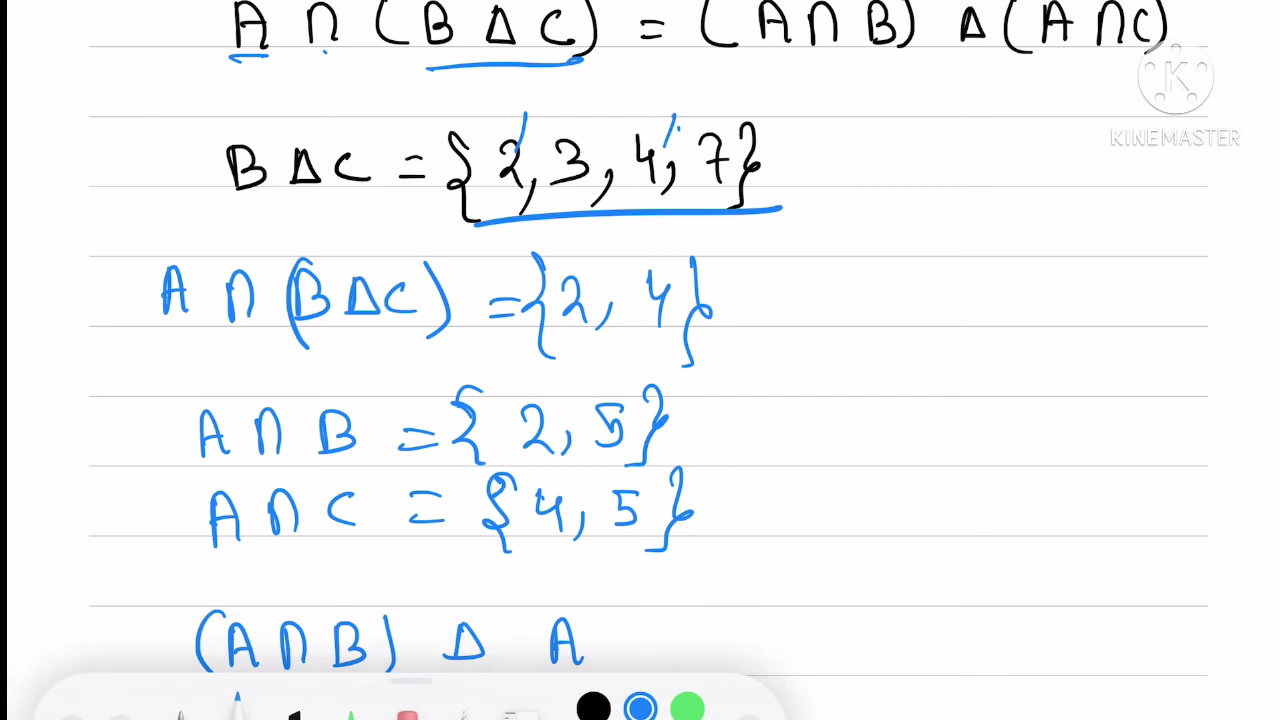 A ∩ (B Δ C) = (A ∩ B) Δ (A ∩ C)
K
KINEMASTER
B Δ C = {2, 3, 4, 7}
A ∩ (B Δ C) = {2, 4}
A ∩ B = {2, 5}
A ∩ C = {4, 5}
(A ∩ B) Δ A